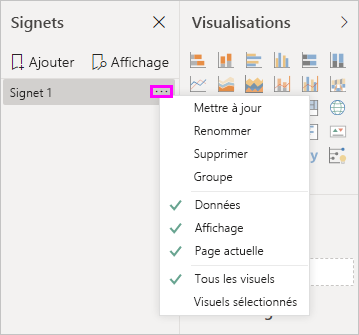 Signets
Visualisations
Ajouter
Affichage
Signet 1
Mettre à jour
Renommer
Supprimer
Groupe
Données
Affichage
Page actuelle
Tous les visuels
Visuels sélectionnés